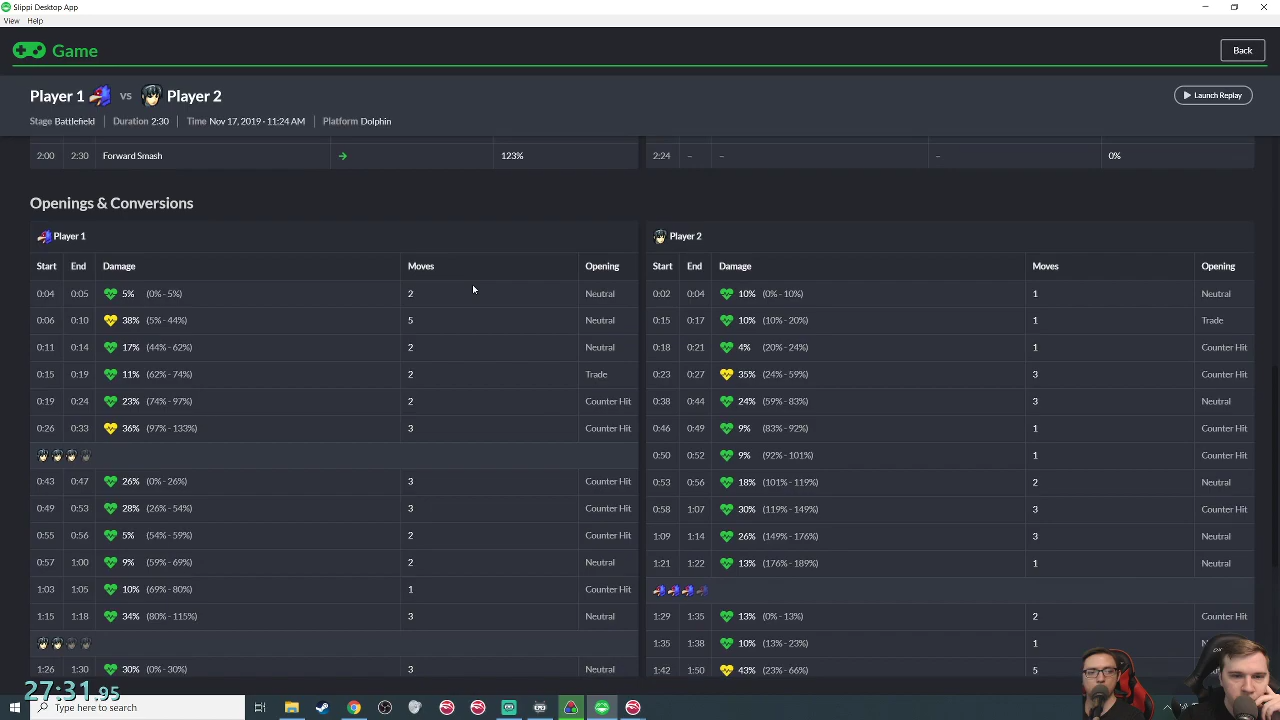 Slippi Desktop App
View Help
Game
Back
Player 1 vs Player 2
Launch Replay
Stage Battlefield Duration 2:30 Time Nov 17, 2019 · 11:24 AM Platform Dolphin
2:00 2:30 Forward Smash 123% 2:24 – – – 0%
Openings & Conversions
Player 1
Start End Damage Moves Opening
0:04 0:05 5% (0% - 5%) 2 Neutral
0:06 0:10 38% (5% - 44%) 5 Neutral
0:11 0:14 17% (44% - 62%) 2 Neutral
0:15 0:19 11% (62% - 74%) 2 Trade
0:19 0:24 23% (74% - 97%) 2 Counter Hit
0:26 0:33 36% (97% - 133%) 3 Counter Hit
0:43 0:47 26% (0% - 26%) 3 Counter Hit
0:49 0:53 28% (26% - 54%) 3 Counter Hit
0:55 0:56 5% (54% - 59%) 2 Counter Hit
0:57 1:00 9% (59% - 69%) 2 Neutral
1:03 1:05 10% (69% - 80%) 1 Counter Hit
1:15 1:18 34% (80% - 115%) 3 Neutral
1:26 1:30 30% (0% - 30%) 3 Neutral
Player 2
Start End Damage Moves Opening
0:02 0:04 10% (0% - 10%) 1 Neutral
0:15 0:17 10% (10% - 20%) 1 Trade
0:18 0:21 4% (20% - 24%) 1 Counter Hit
0:23 0:27 35% (24% - 59%) 3 Counter Hit
0:38 0:44 24% (59% - 83%) 3 Neutral
0:46 0:49 9% (83% - 92%) 1 Counter Hit
0:50 0:52 9% (92% - 101%) 1 Counter Hit
0:53 0:56 18% (101% - 119%) 2 Neutral
0:58 1:07 30% (119% - 149%) 3 Counter Hit
1:09 1:14 26% (149% - 176%) 3 Neutral
1:21 1:22 13% (176% - 189%) 1 Neutral
1:29 1:35 13% (0% - 13%) 2 Counter Hit
1:35 1:38 10% (13% - 23%) 1
1:42 1:50 43% (23% - 66%) 5
27:31.95
Type here to search